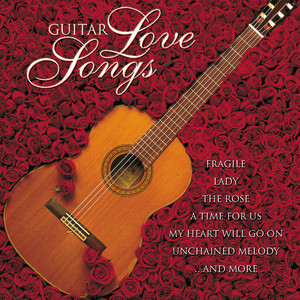 GUITAR Love
Songs
FRAGILE
LADY
THE ROSE
A TIME FOR US
MY HEART WILL GO ON
UNCHAINED MELODY
...AND MORE